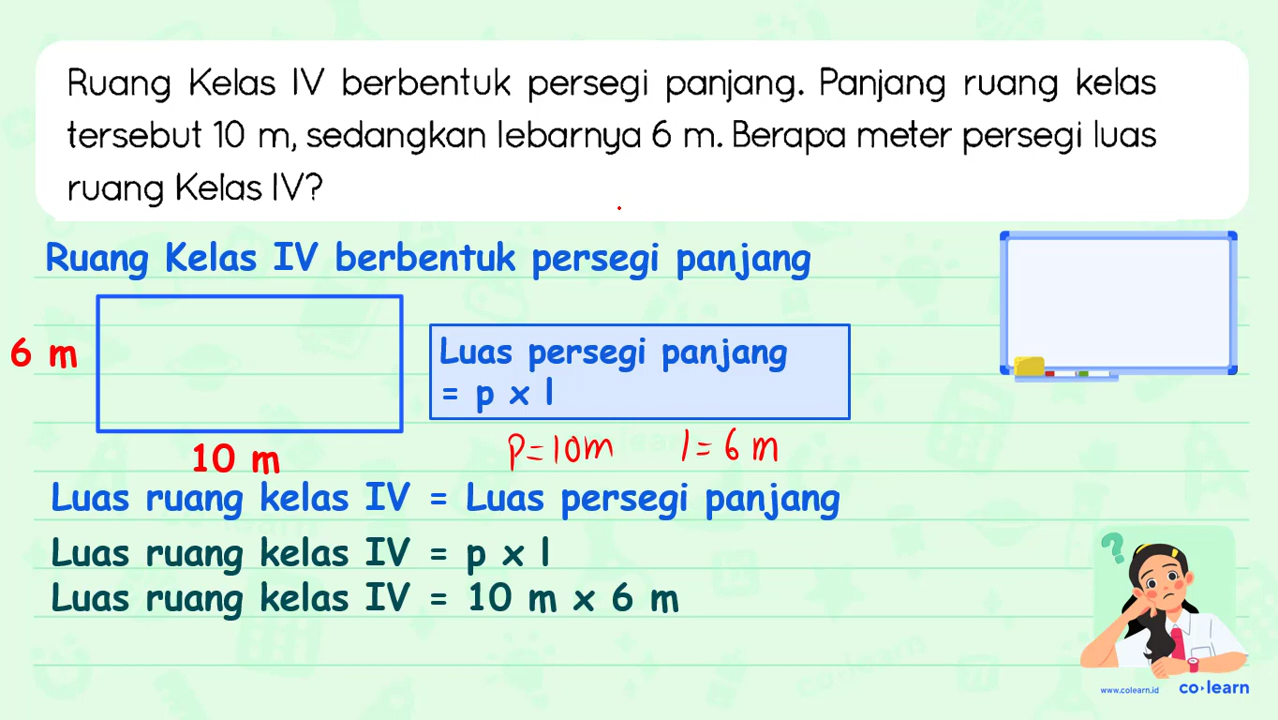 Ruang Kelas IV berbentuk persegi panjang. Panjang ruang kelas
tersebut 10 m, sedangkan lebarnya 6 m. Berapa meter persegi luas
ruang Kelas IV?
Ruang Kelas IV berbentuk persegi panjang
6 m
Luas persegi panjang
= p x l
10 m
p = 10 m l = 6 m
Luas ruang kelas IV = Luas persegi panjang
Luas ruang kelas IV = p x l
Luas ruang kelas IV = 10 m x 6 m
?
www.colearn.id co·learn